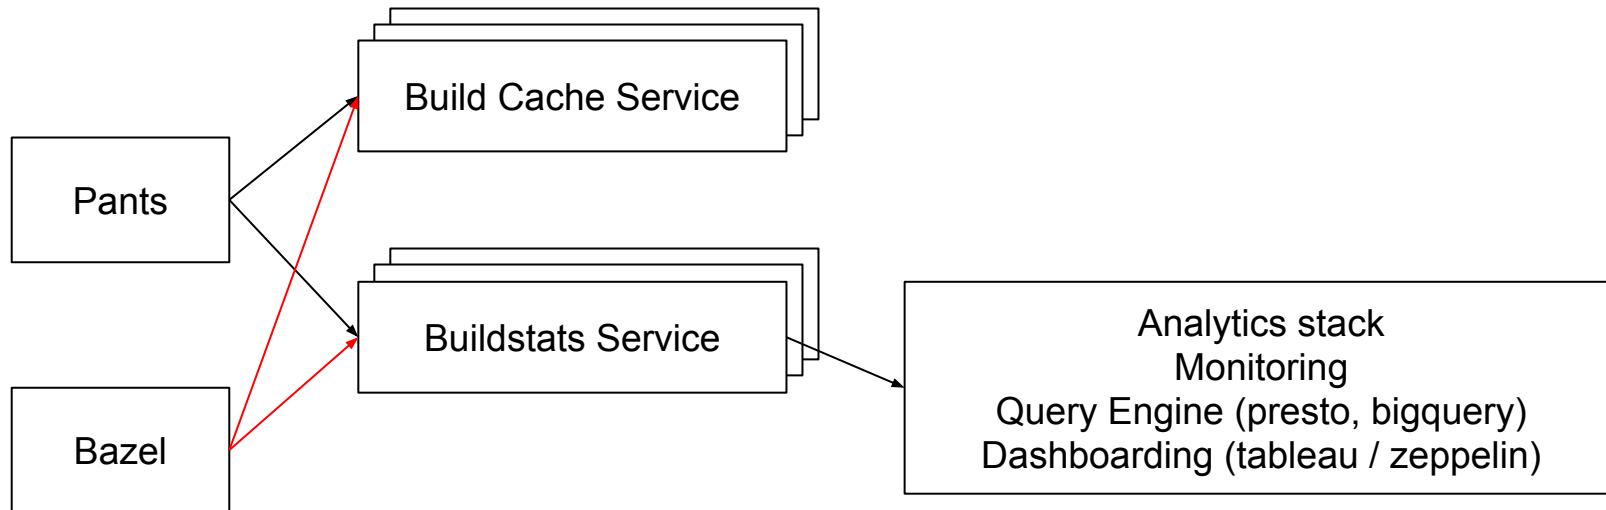 Build Cache Service
Pants
Buildstats Service
Bazel
Analytics stack
Monitoring
Query Engine (presto, bigquery)
Dashboarding (tableau / zeppelin)